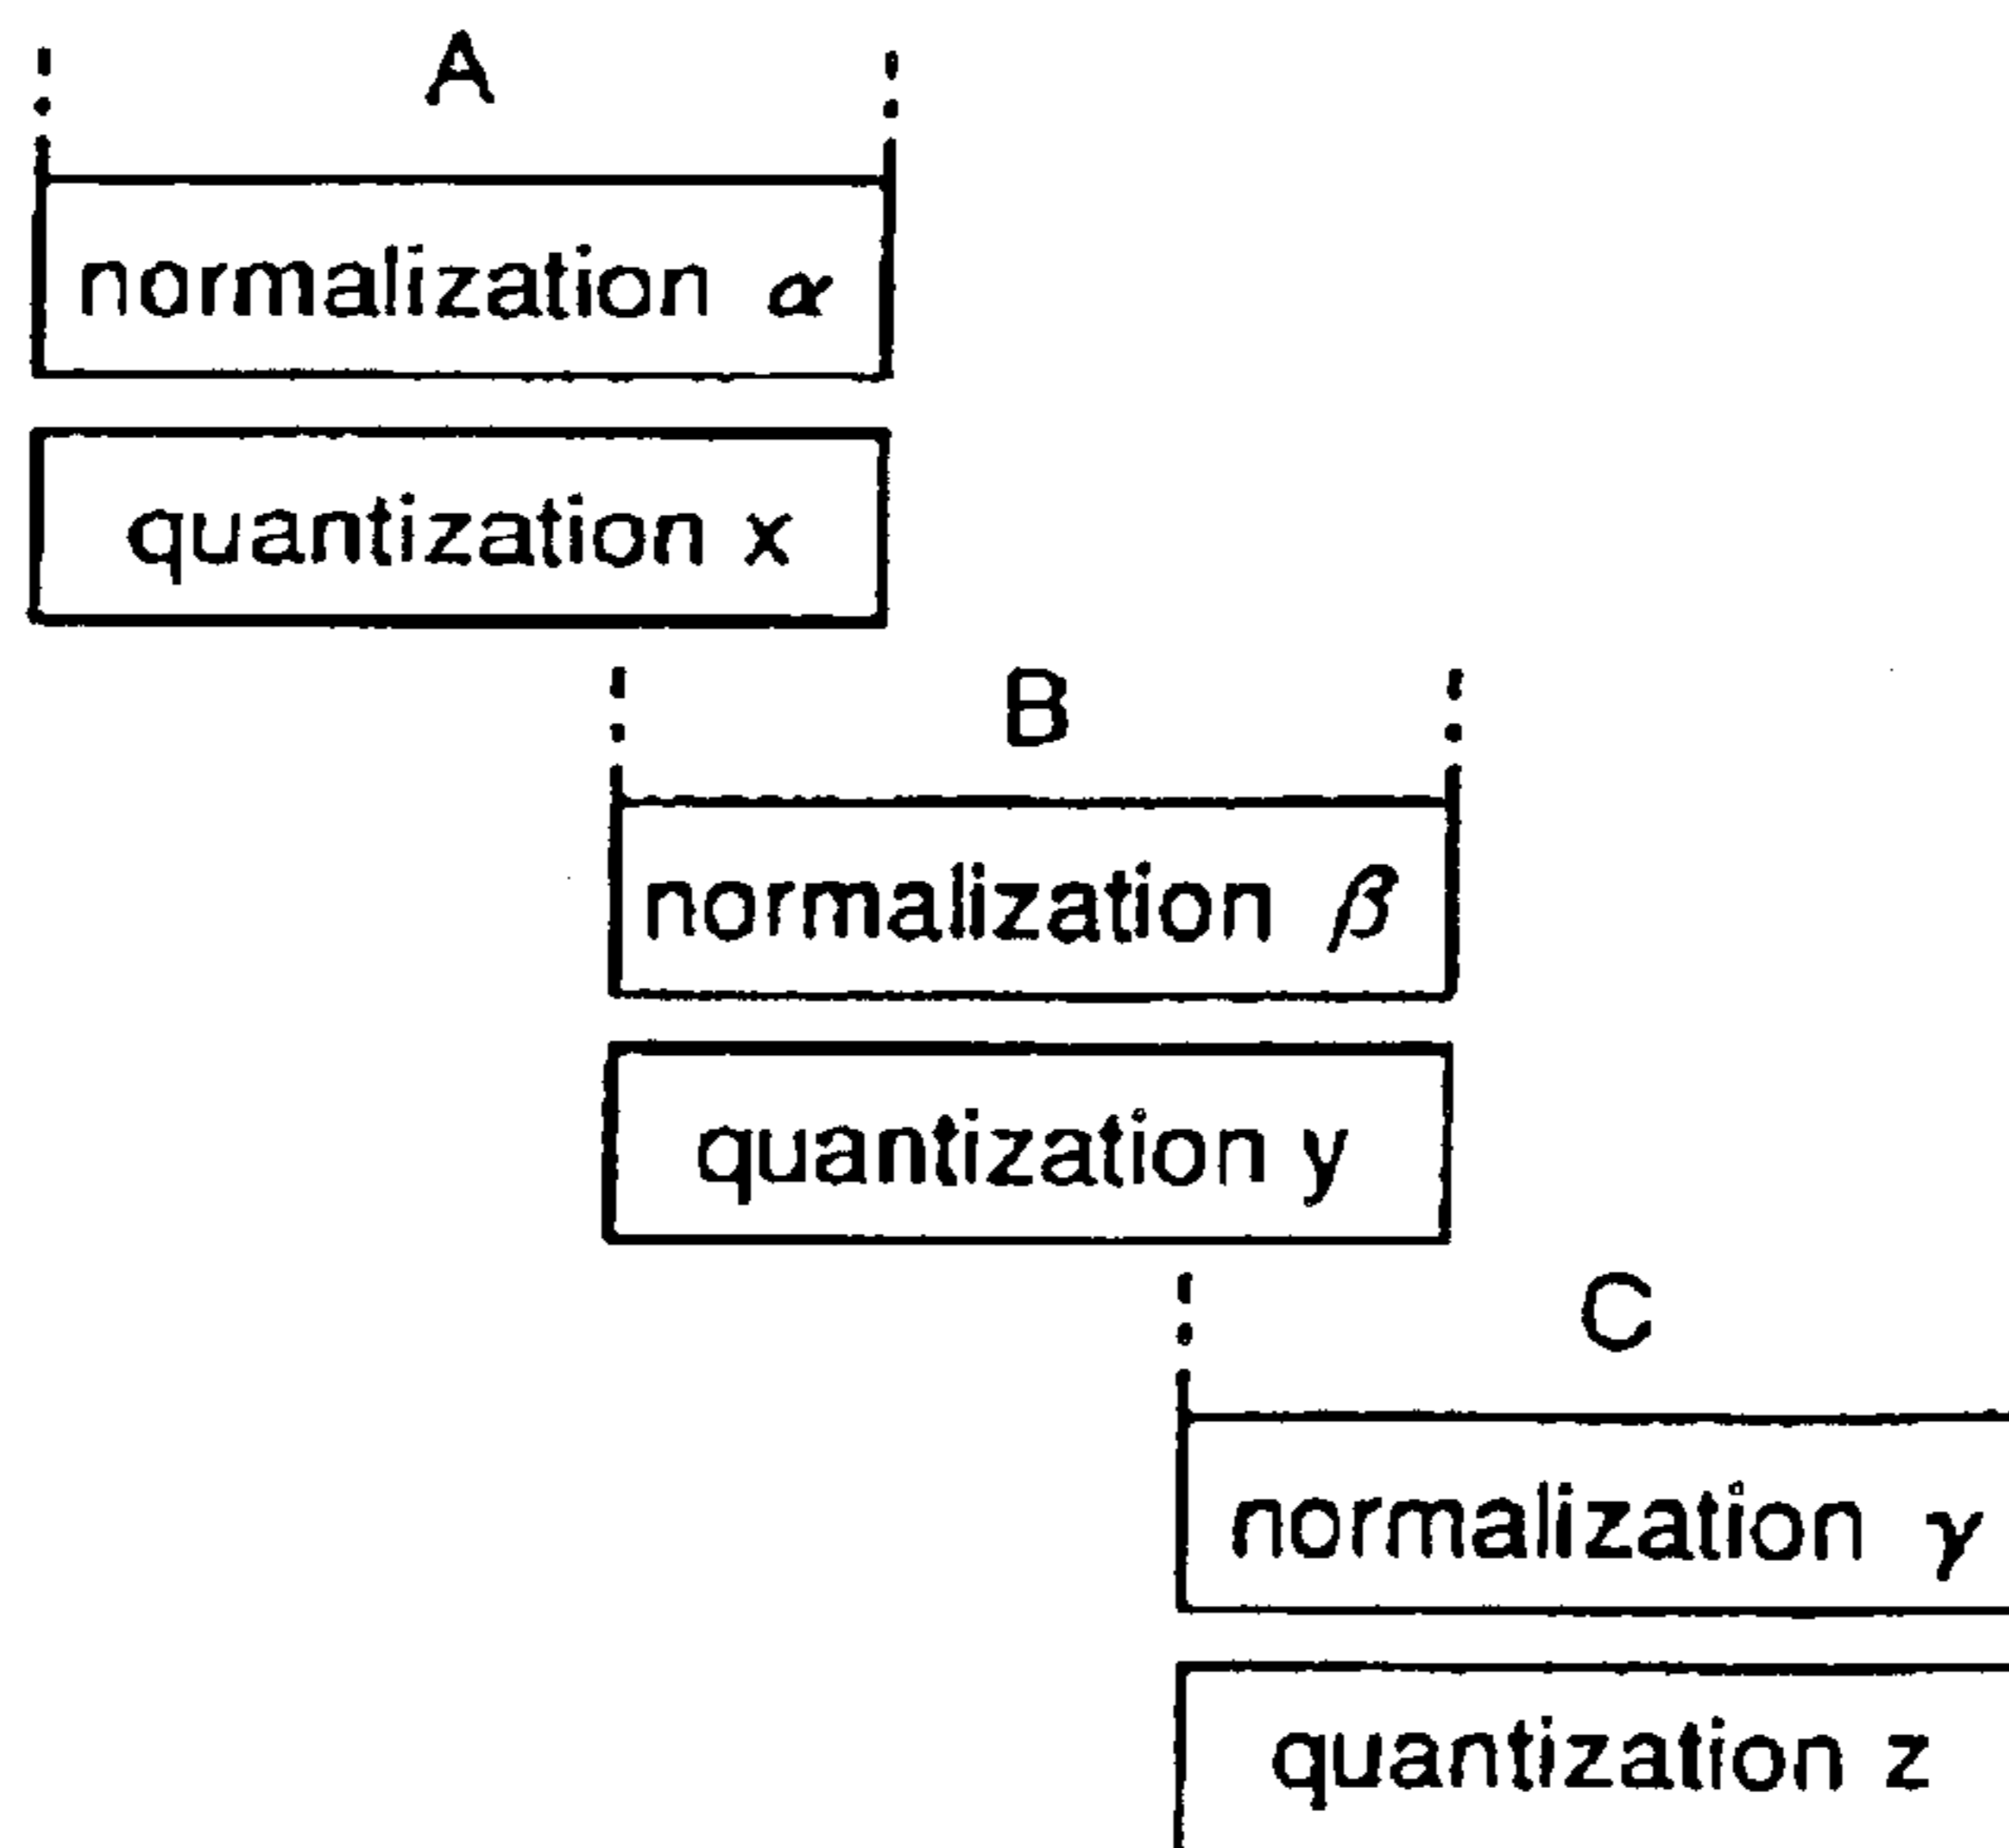 A
normalization α
quantization x
B
normalization β
quantization y
C
normalization γ
quantization z